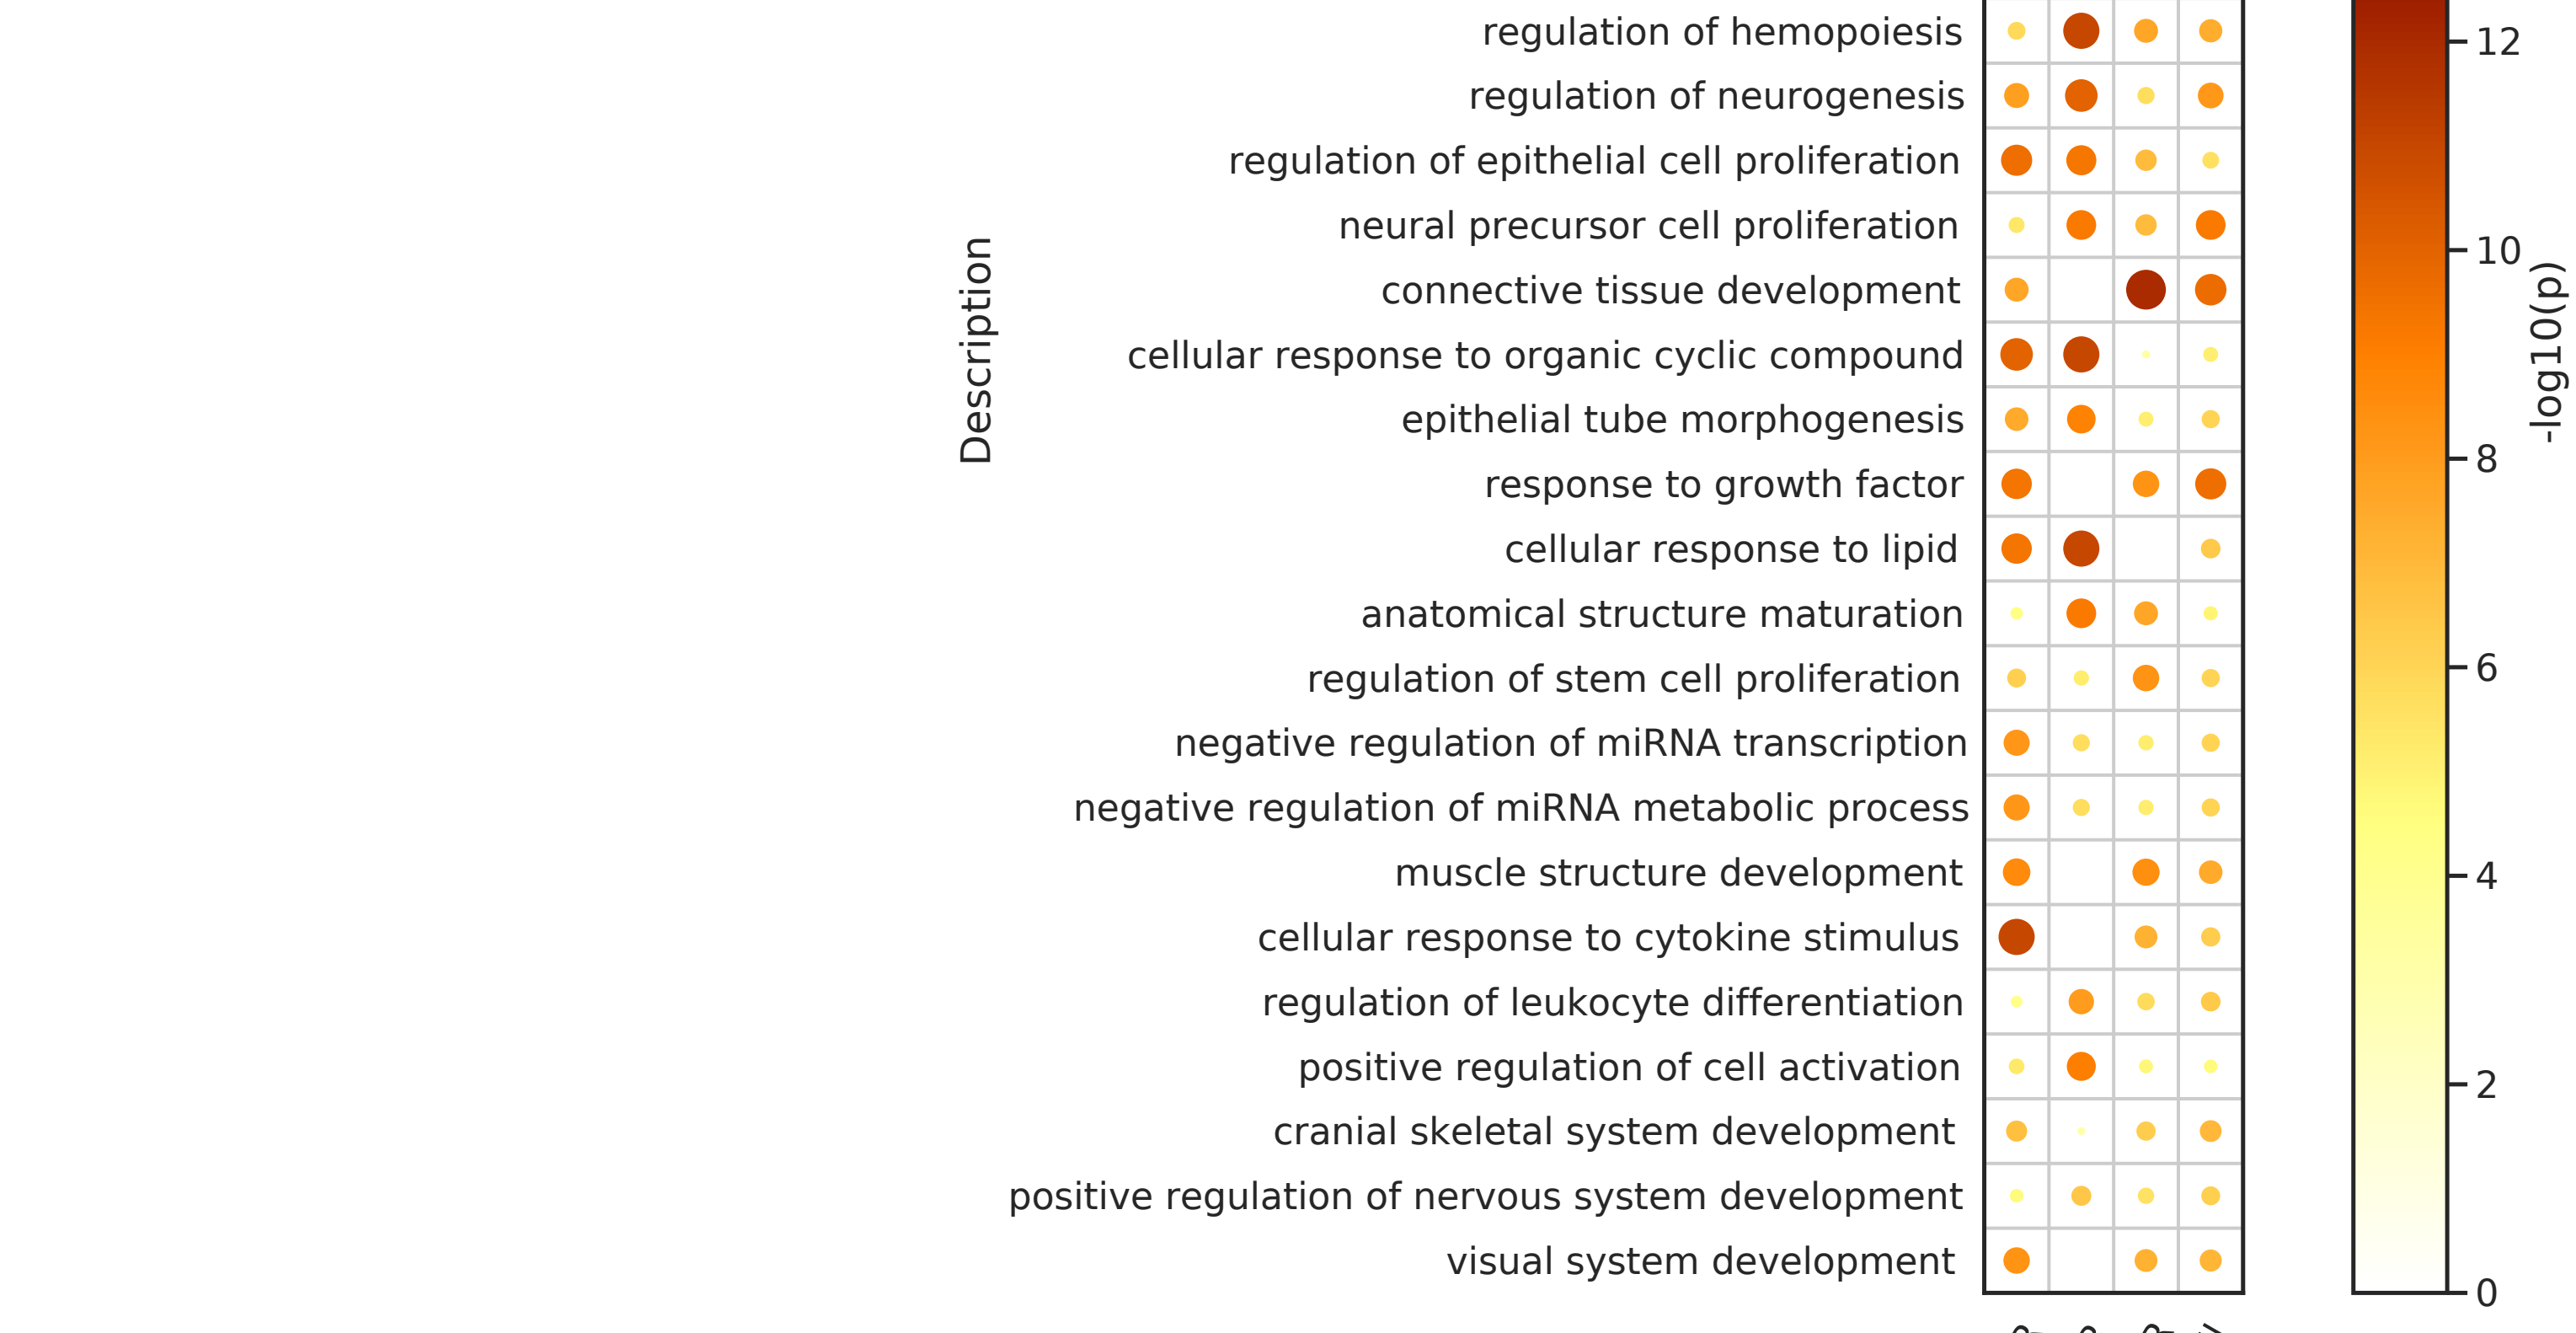 regulation of hemopoiesis
regulation of neurogenesis
regulation of epithelial cell proliferation
neural precursor cell proliferation
connective tissue development
cellular response to organic cyclic compound
epithelial tube morphogenesis
response to growth factor
cellular response to lipid
anatomical structure maturation
regulation of stem cell proliferation
negative regulation of miRNA transcription
negative regulation of miRNA metabolic process
muscle structure development
cellular response to cytokine stimulus
regulation of leukocyte differentiation
positive regulation of cell activation
cranial skeletal system development
positive regulation of nervous system development
visual system development
Description
12
10
8
6
4
2
0
-log10(p)